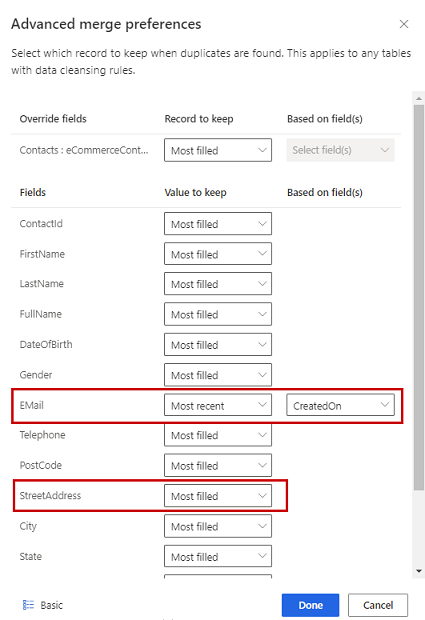 Advanced merge preferences
Select which record to keep when duplicates are found. This applies to any tables
with data cleansing rules.
Override fields Record to keep Based on field(s)
Contacts : eCommerceCont... Most filled Select field(s)
Fields Value to keep Based on field(s)
ContactId Most filled
FirstName Most filled
LastName Most filled
FullName Most filled
DateOfBirth Most filled
Gender Most filled
EMail Most recent CreatedOn
Telephone Most filled
PostCode Most filled
StreetAddress Most filled
City Most filled
State Most filled
Basic Done Cancel